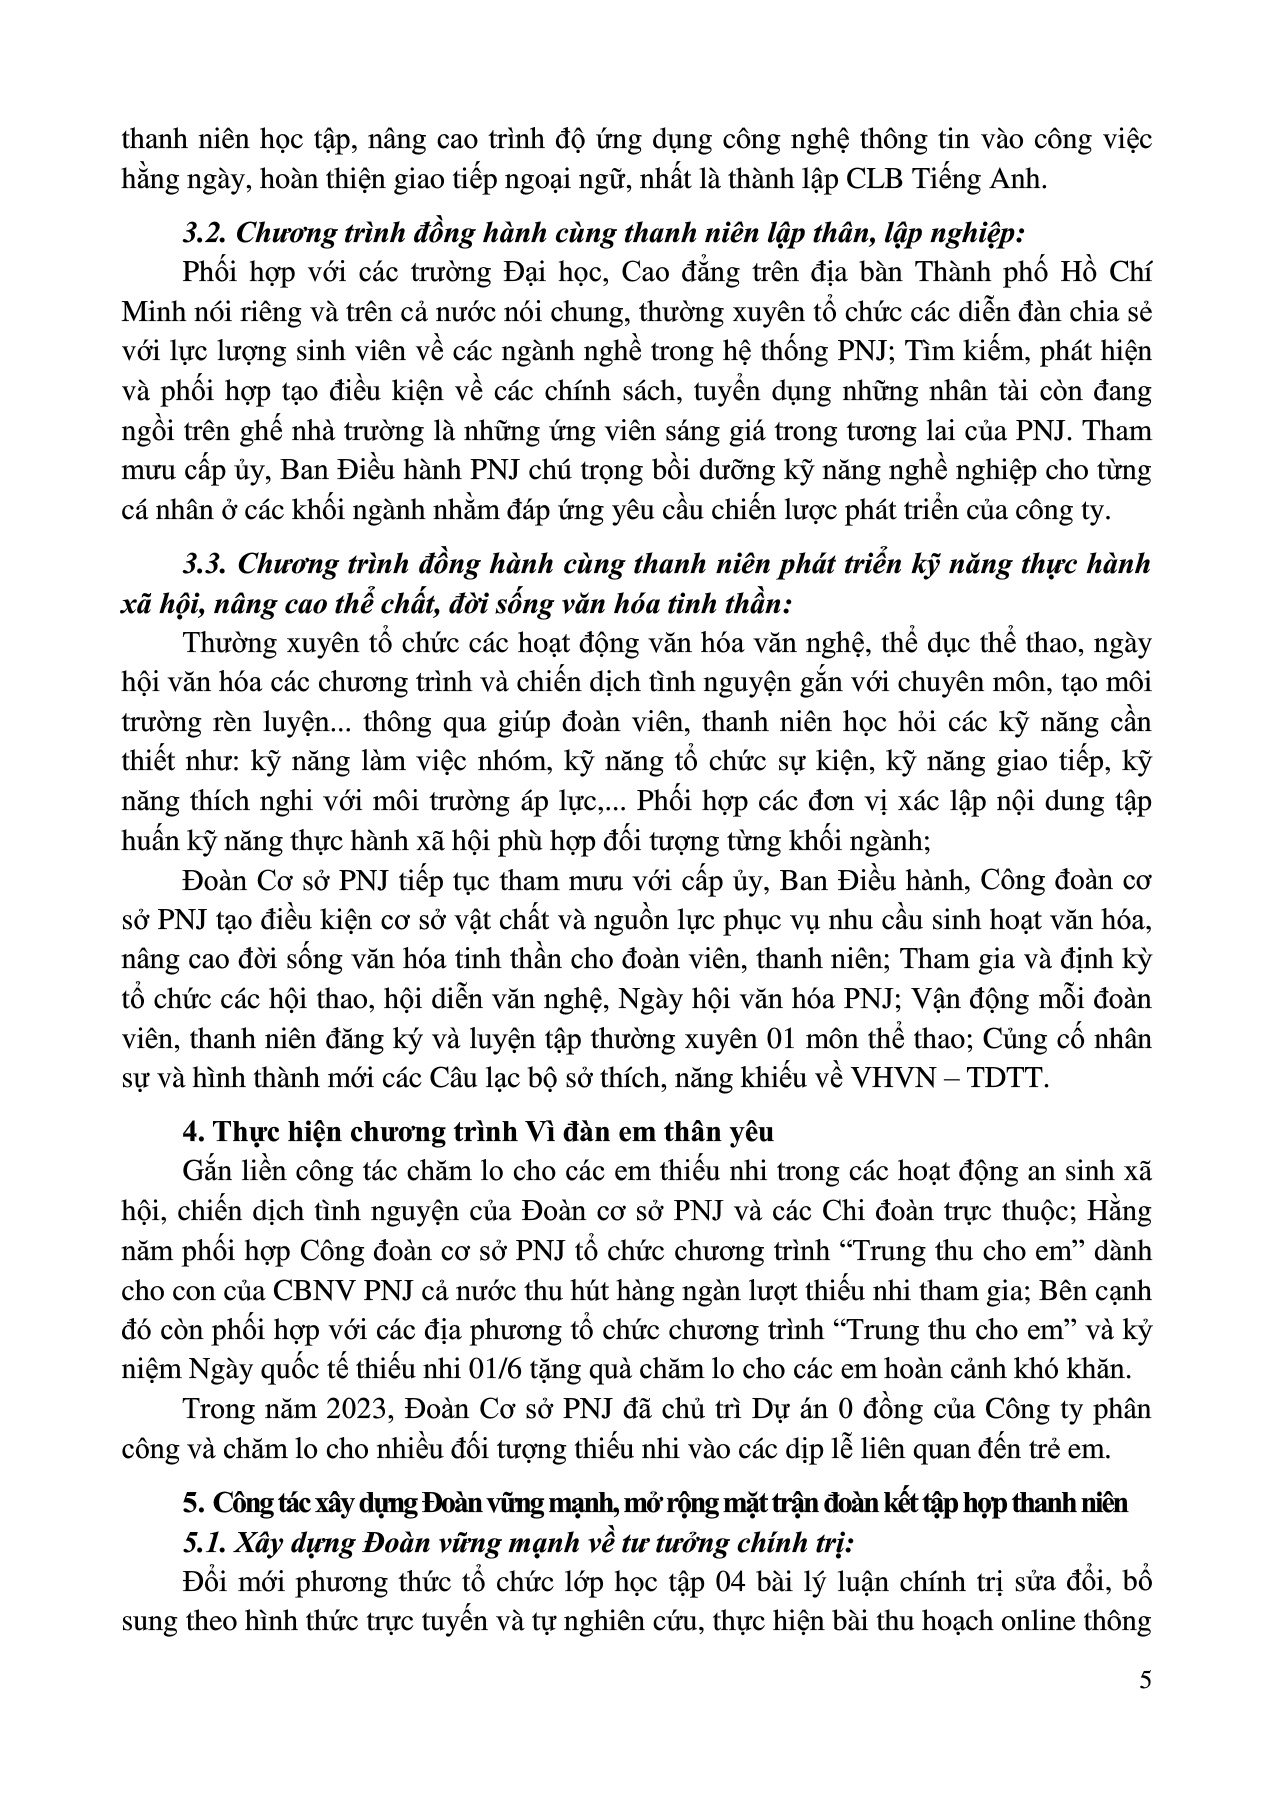 thanh niên học tập, nâng cao trình độ ứng dụng công nghệ thông tin vào công việc
hằng ngày, hoàn thiện giao tiếp ngoại ngữ, nhất là thành lập CLB Tiếng Anh.
3.2. Chương trình đồng hành cùng thanh niên lập thân, lập nghiệp:
Phối hợp với các trường Đại học, Cao đẳng trên địa bàn Thành phố Hồ Chí
Minh nói riêng và trên cả nước nói chung, thường xuyên tổ chức các diễn đàn chia sẻ
với lực lượng sinh viên về các ngành nghề trong hệ thống PNJ; Tìm kiếm, phát hiện
và phối hợp tạo điều kiện về các chính sách, tuyển dụng những nhân tài còn đang
ngồi trên ghế nhà trường là những ứng viên sáng giá trong tương lai của PNJ. Tham
mưu cấp ủy, Ban Điều hành PNJ chú trọng bồi dưỡng kỹ năng nghề nghiệp cho từng
cá nhân ở các khối ngành nhằm đáp ứng yêu cầu chiến lược phát triển của công ty.
3.3. Chương trình đồng hành cùng thanh niên phát triển kỹ năng thực hành
xã hội, nâng cao thể chất, đời sống văn hóa tinh thần:
Thường xuyên tổ chức các hoạt động văn hóa văn nghệ, thể dục thể thao, ngày
hội văn hóa các chương trình và chiến dịch tình nguyện gắn với chuyên môn, tạo môi
trường rèn luyện... thông qua giúp đoàn viên, thanh niên học hỏi các kỹ năng cần
thiết như: kỹ năng làm việc nhóm, kỹ năng tổ chức sự kiện, kỹ năng giao tiếp, kỹ
năng thích nghi với môi trường áp lực,... Phối hợp các đơn vị xác lập nội dung tập
huấn kỹ năng thực hành xã hội phù hợp đối tượng từng khối ngành;
Đoàn Cơ sở PNJ tiếp tục tham mưu với cấp ủy, Ban Điều hành, Công đoàn cơ
sở PNJ tạo điều kiện cơ sở vật chất và nguồn lực phục vụ nhu cầu sinh hoạt văn hóa,
nâng cao đời sống văn hóa tinh thần cho đoàn viên, thanh niên; Tham gia và định kỳ
tổ chức các hội thao, hội diễn văn nghệ, Ngày hội văn hóa PNJ; Vận động mỗi đoàn
viên, thanh niên đăng ký và luyện tập thường xuyên 01 môn thể thao; Củng cố nhân
sự và hình thành mới các Câu lạc bộ sở thích, năng khiếu về VHVN – TDTT.
4. Thực hiện chương trình Vì đàn em thân yêu
Gắn liền công tác chăm lo cho các em thiếu nhi trong các hoạt động an sinh xã
hội, chiến dịch tình nguyện của Đoàn cơ sở PNJ và các Chi đoàn trực thuộc; Hằng
năm phối hợp Công đoàn cơ sở PNJ tổ chức chương trình “Trung thu cho em” dành
cho con của CBNV PNJ cả nước thu hút hàng ngàn lượt thiếu nhi tham gia; Bên cạnh
đó còn phối hợp với các địa phương tổ chức chương trình “Trung thu cho em” và kỷ
niệm Ngày quốc tế thiếu nhi 01/6 tặng quà chăm lo cho các em hoàn cảnh khó khăn.
Trong năm 2023, Đoàn Cơ sở PNJ đã chủ trì Dự án 0 đồng của Công ty phân
công và chăm lo cho nhiều đối tượng thiếu nhi vào các dịp lễ liên quan đến trẻ em.
5. Công tác xây dựng Đoàn vững mạnh, mở rộng mặt trận đoàn kết tập hợp thanh niên
5.1. Xây dựng Đoàn vững mạnh về tư tưởng chính trị:
Đổi mới phương thức tổ chức lớp học tập 04 bài lý luận chính trị sửa đổi, bổ
sung theo hình thức trực tuyến và tự nghiên cứu, thực hiện bài thu hoạch online thông
5